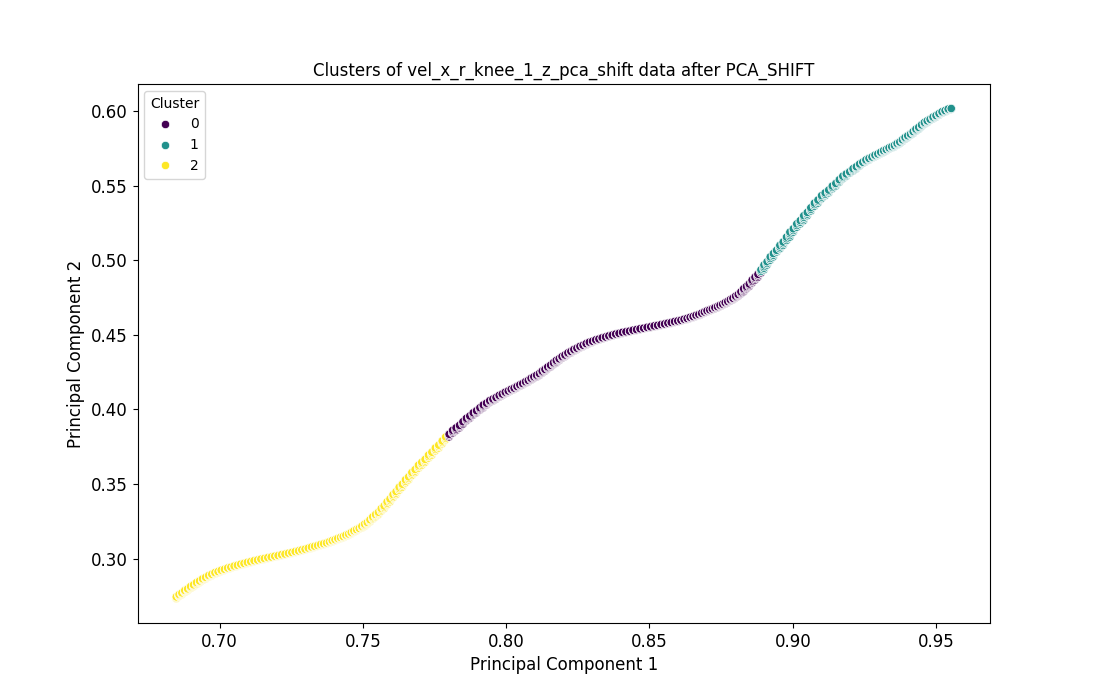 Clusters of vel_x_r_knee_1_z_pca_shift data after PCA_SHIFT
Cluster
0
1
2
0.60
0.55
0.50
0.45
0.40
0.35
0.30
Principal Component 2
0.70 0.75 0.80 0.85 0.90 0.95
Principal Component 1